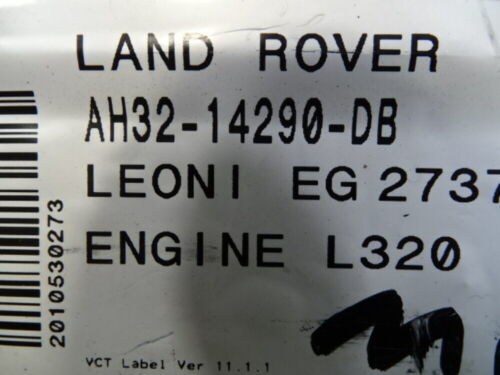 LAND ROVER
AH32-14290-DB
LEONI EG 2737
ENGINE L320
2010530273
VCT Label Ver 11.1.1